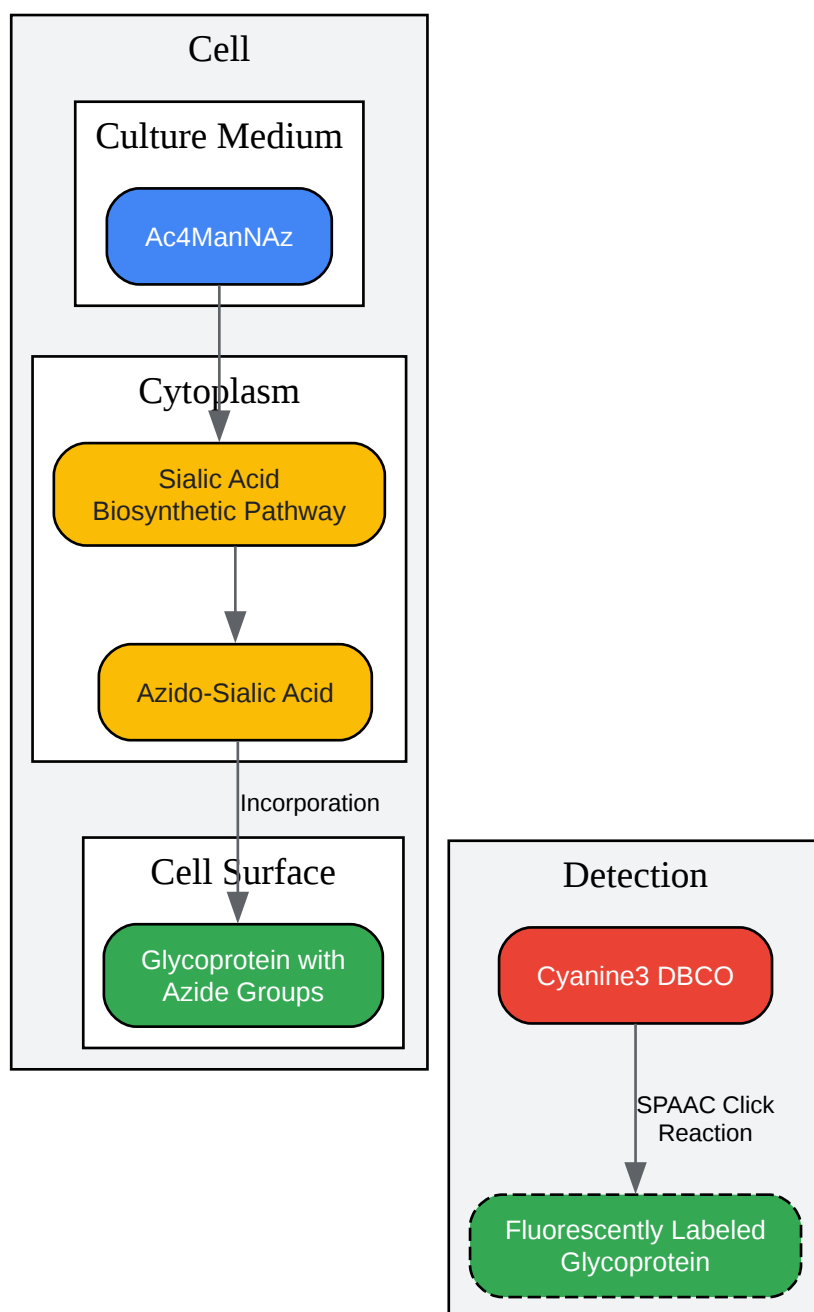 Cell
Culture Medium
Ac4ManNAz
Cytoplasm
Sialic Acid
Biosynthetic Pathway
Azido-Sialic Acid
Incorporation
Cell Surface
Glycoprotein with
Azide Groups
Detection
Cyanine3 DBCO
SPAAC Click
Reaction
Fluorescently Labeled
Glycoprotein